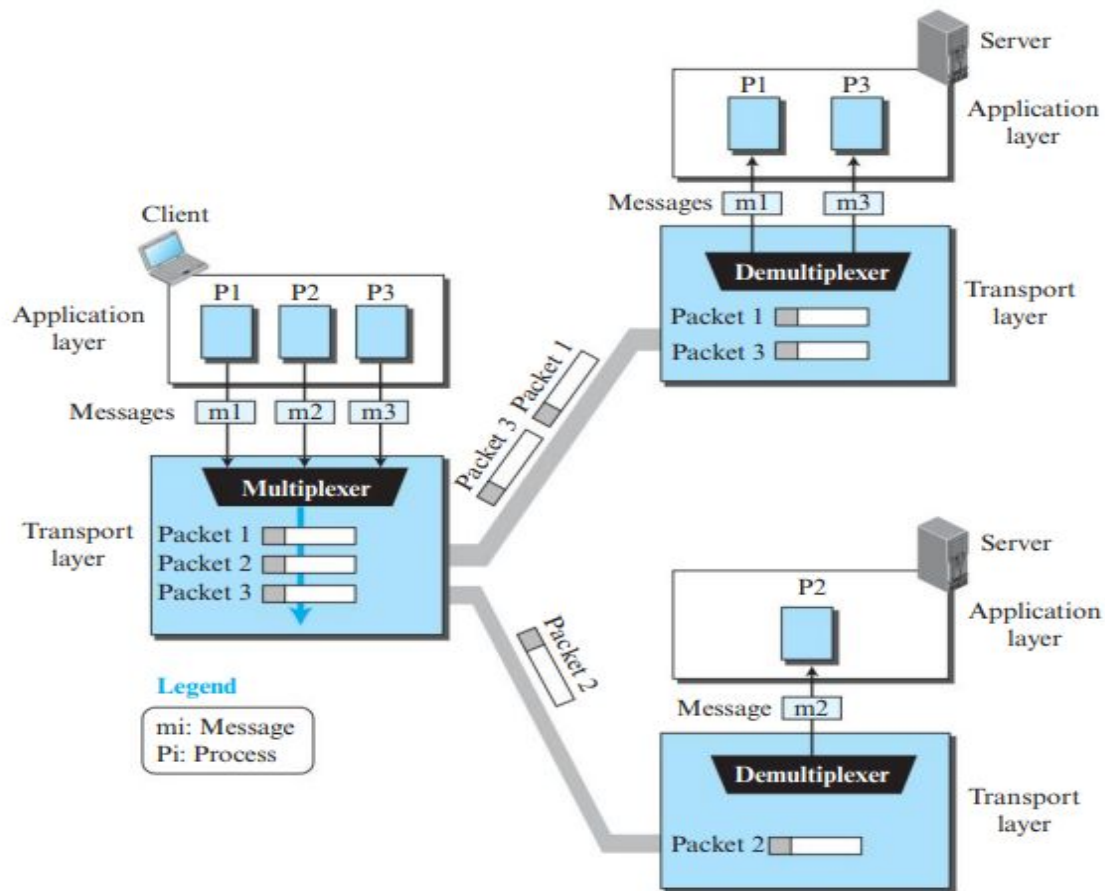 Client
Application
layer
P1 P2 P3
Messages m1 m2 m3
Transport
layer
Multiplexer
Packet 1
Packet 2
Packet 3
Legend
mi: Message
Pi: Process
Packet 3
Packet 1
Packet 2
Server
Application
layer
P1 P3
Messages m1 m3
Demultiplexer
Transport
layer
Packet 1
Packet 3
Server
Application
layer
P2
Message m2
Demultiplexer
Transport
layer
Packet 2